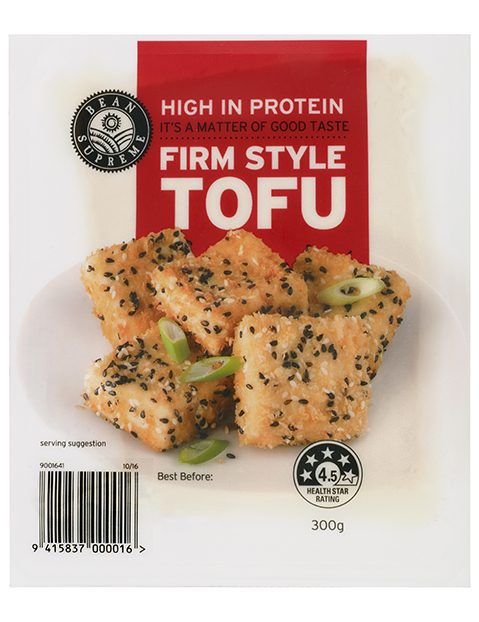 BEAN
SUPREME
HIGH IN PROTEIN
IT'S A MATTER OF GOOD TASTE
FIRM STYLE
TOFU
serving suggestion
9001641 10/16
Best Before:
4.5
HEALTH STAR
RATING
300g
9 415837 000016 >